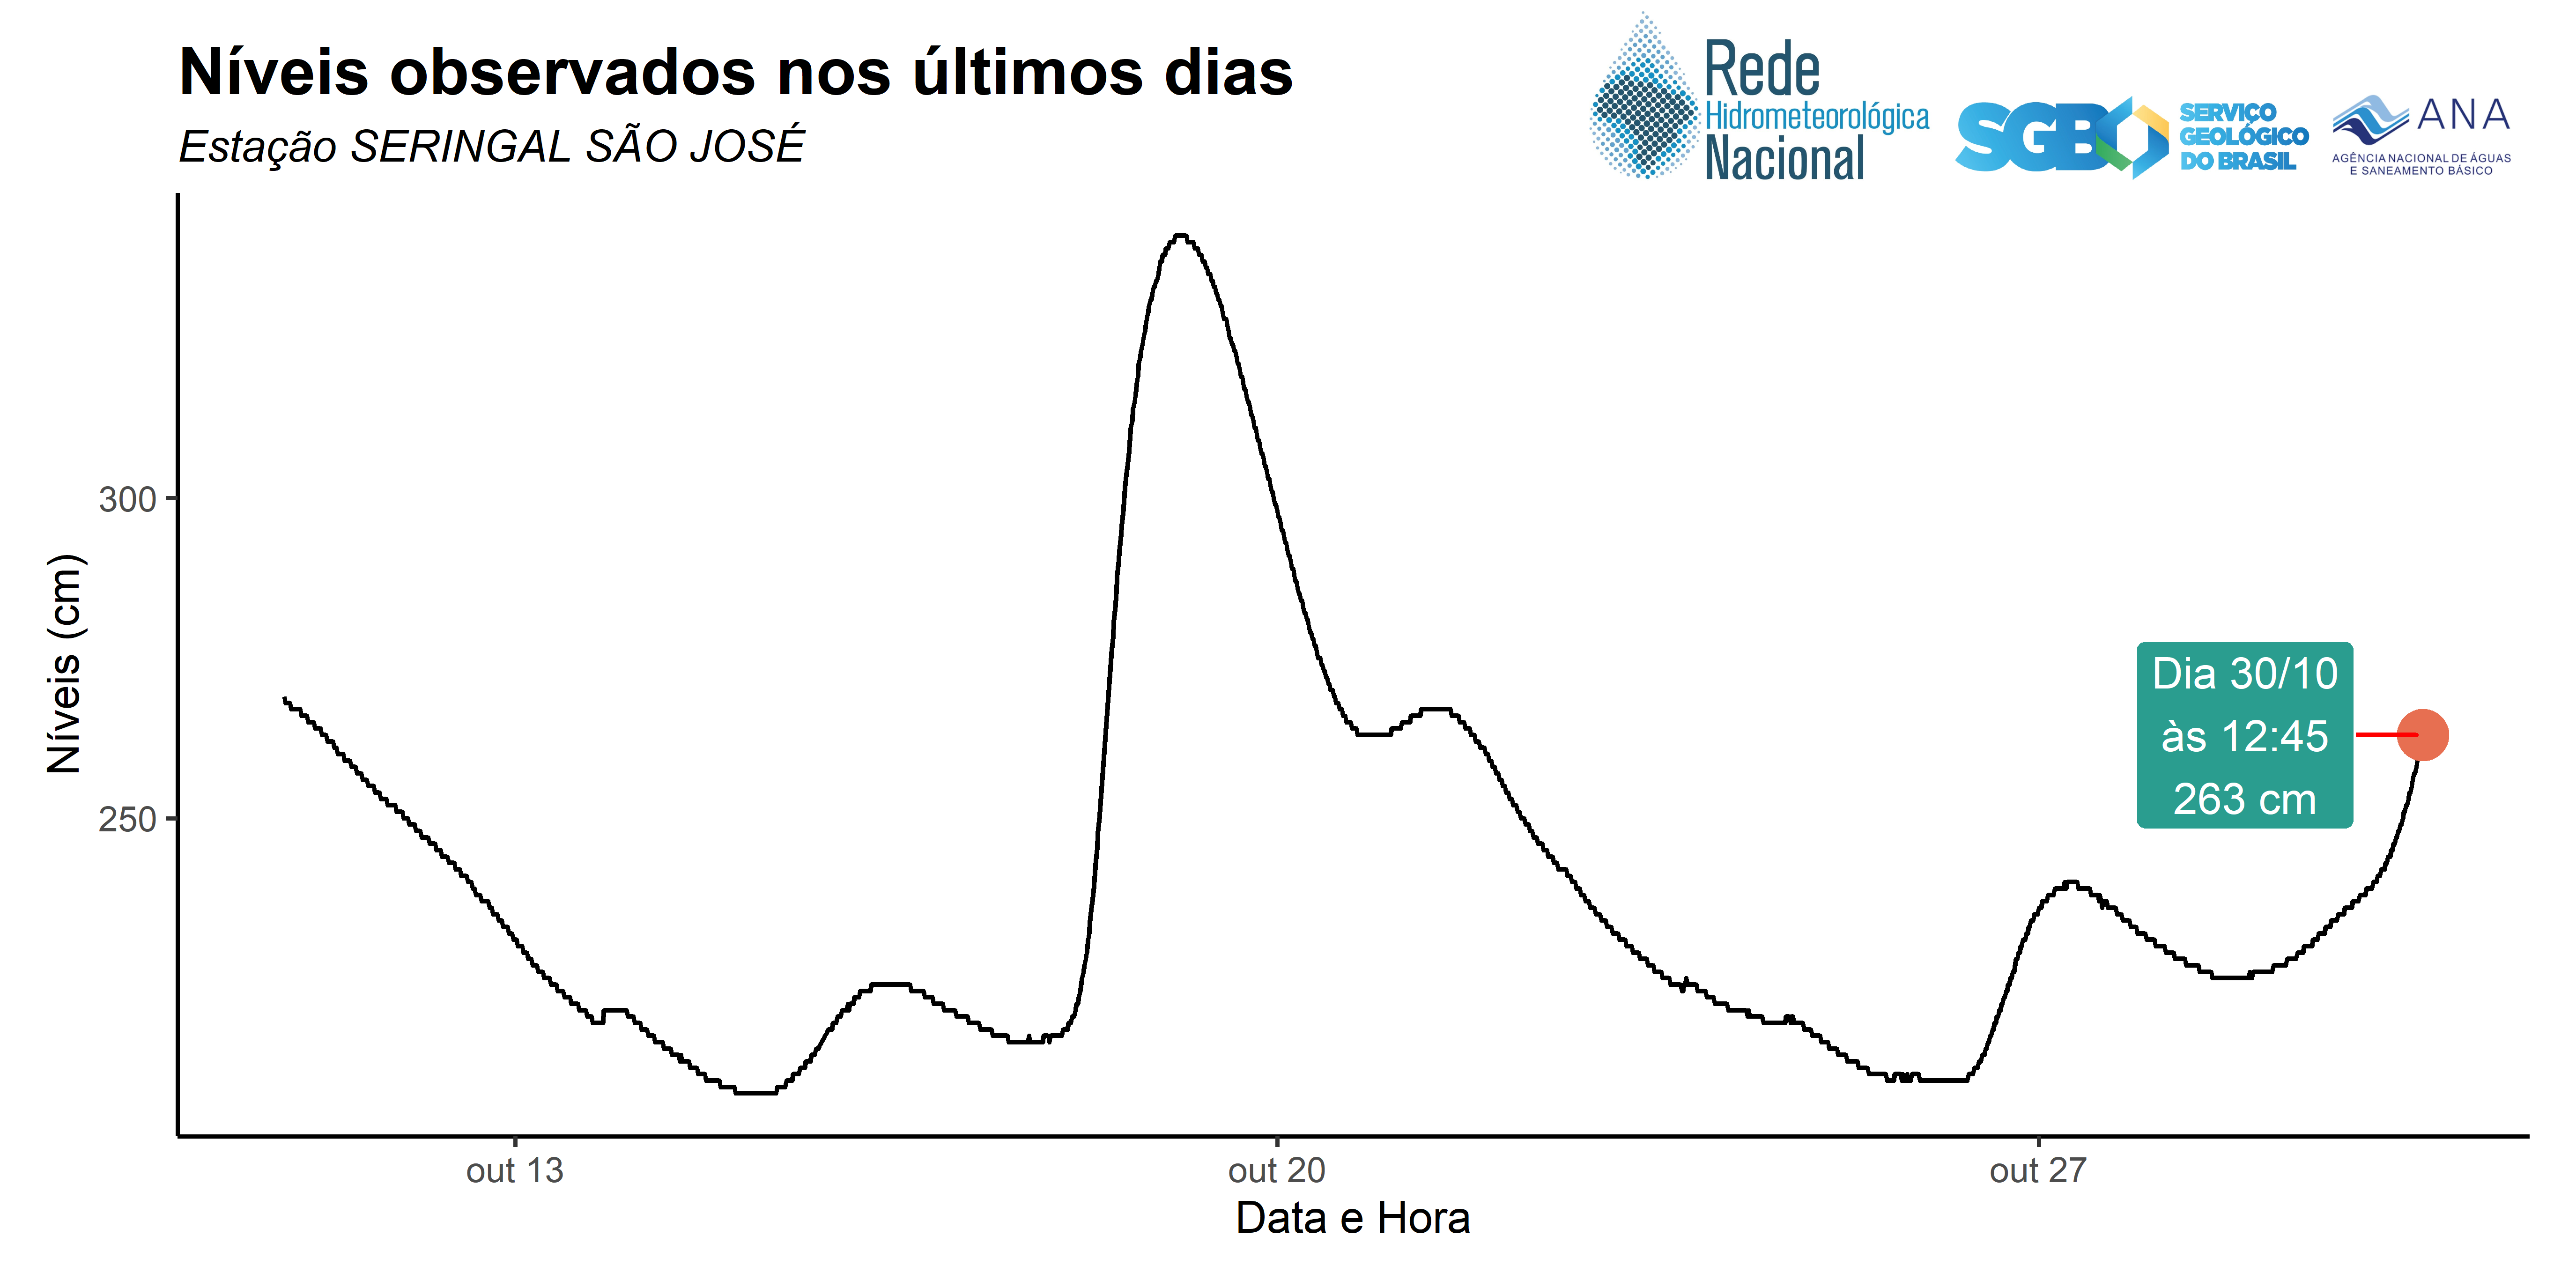 Níveis observados nos últimos dias
Estação SERINGAL SÃO JOSÉ
Rede
Hidrometeorológica
Nacional
SGB
SERVIÇO
GEOLÓGICO
DO BRASIL
ANA
AGÊNCIA NACIONAL DE ÁGUAS
E SANEAMENTO BÁSICO
Níveis (cm)
300
250
Dia 30/10
às 12:45
263 cm
out 13
out 20
out 27
Data e Hora